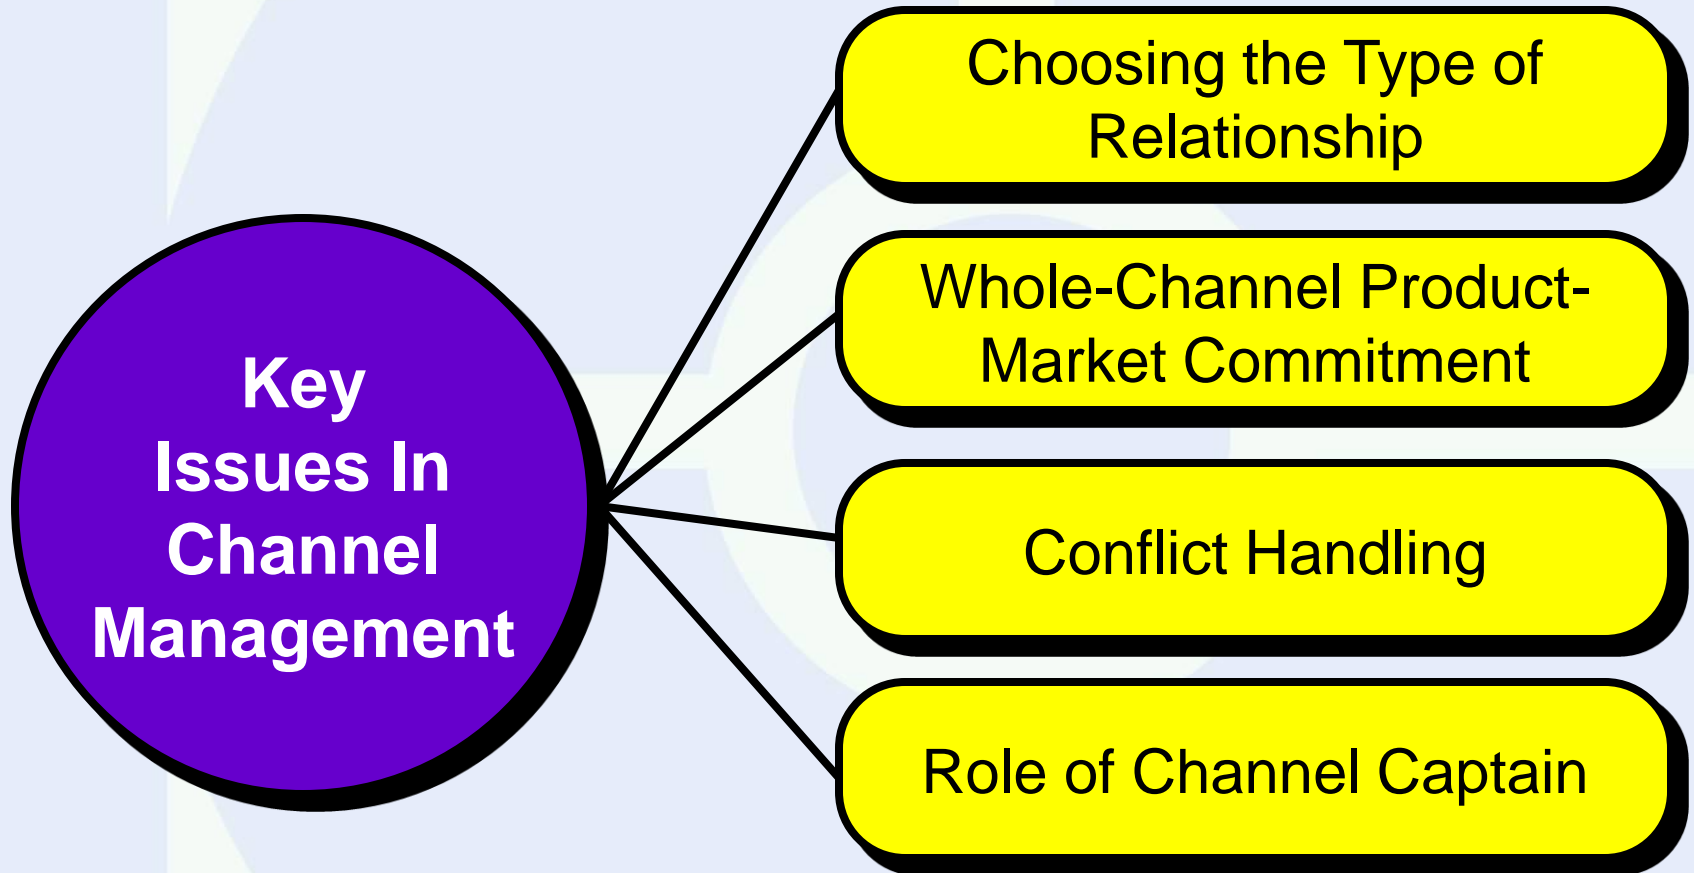 Key
Issues In
Channel
Management
Choosing the Type of
Relationship
Whole-Channel Product-
Market Commitment
Conflict Handling
Role of Channel Captain